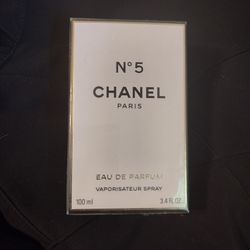 N°5
CHANEL
PARIS
EAU DE PARFUM
VAPORISATEUR SPRAY
100 ml 3.4 FL. OZ.